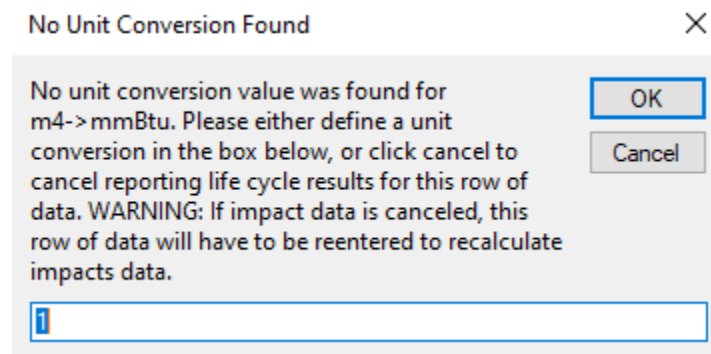 No Unit Conversion Found
No unit conversion value was found for
m4->mmBtu. Please either define a unit
conversion in the box below, or click cancel to
cancel reporting life cycle results for this row of
data. WARNING: If impact data is canceled, this
row of data will have to be reentered to recalculate
impacts data.
OK
Cancel
1